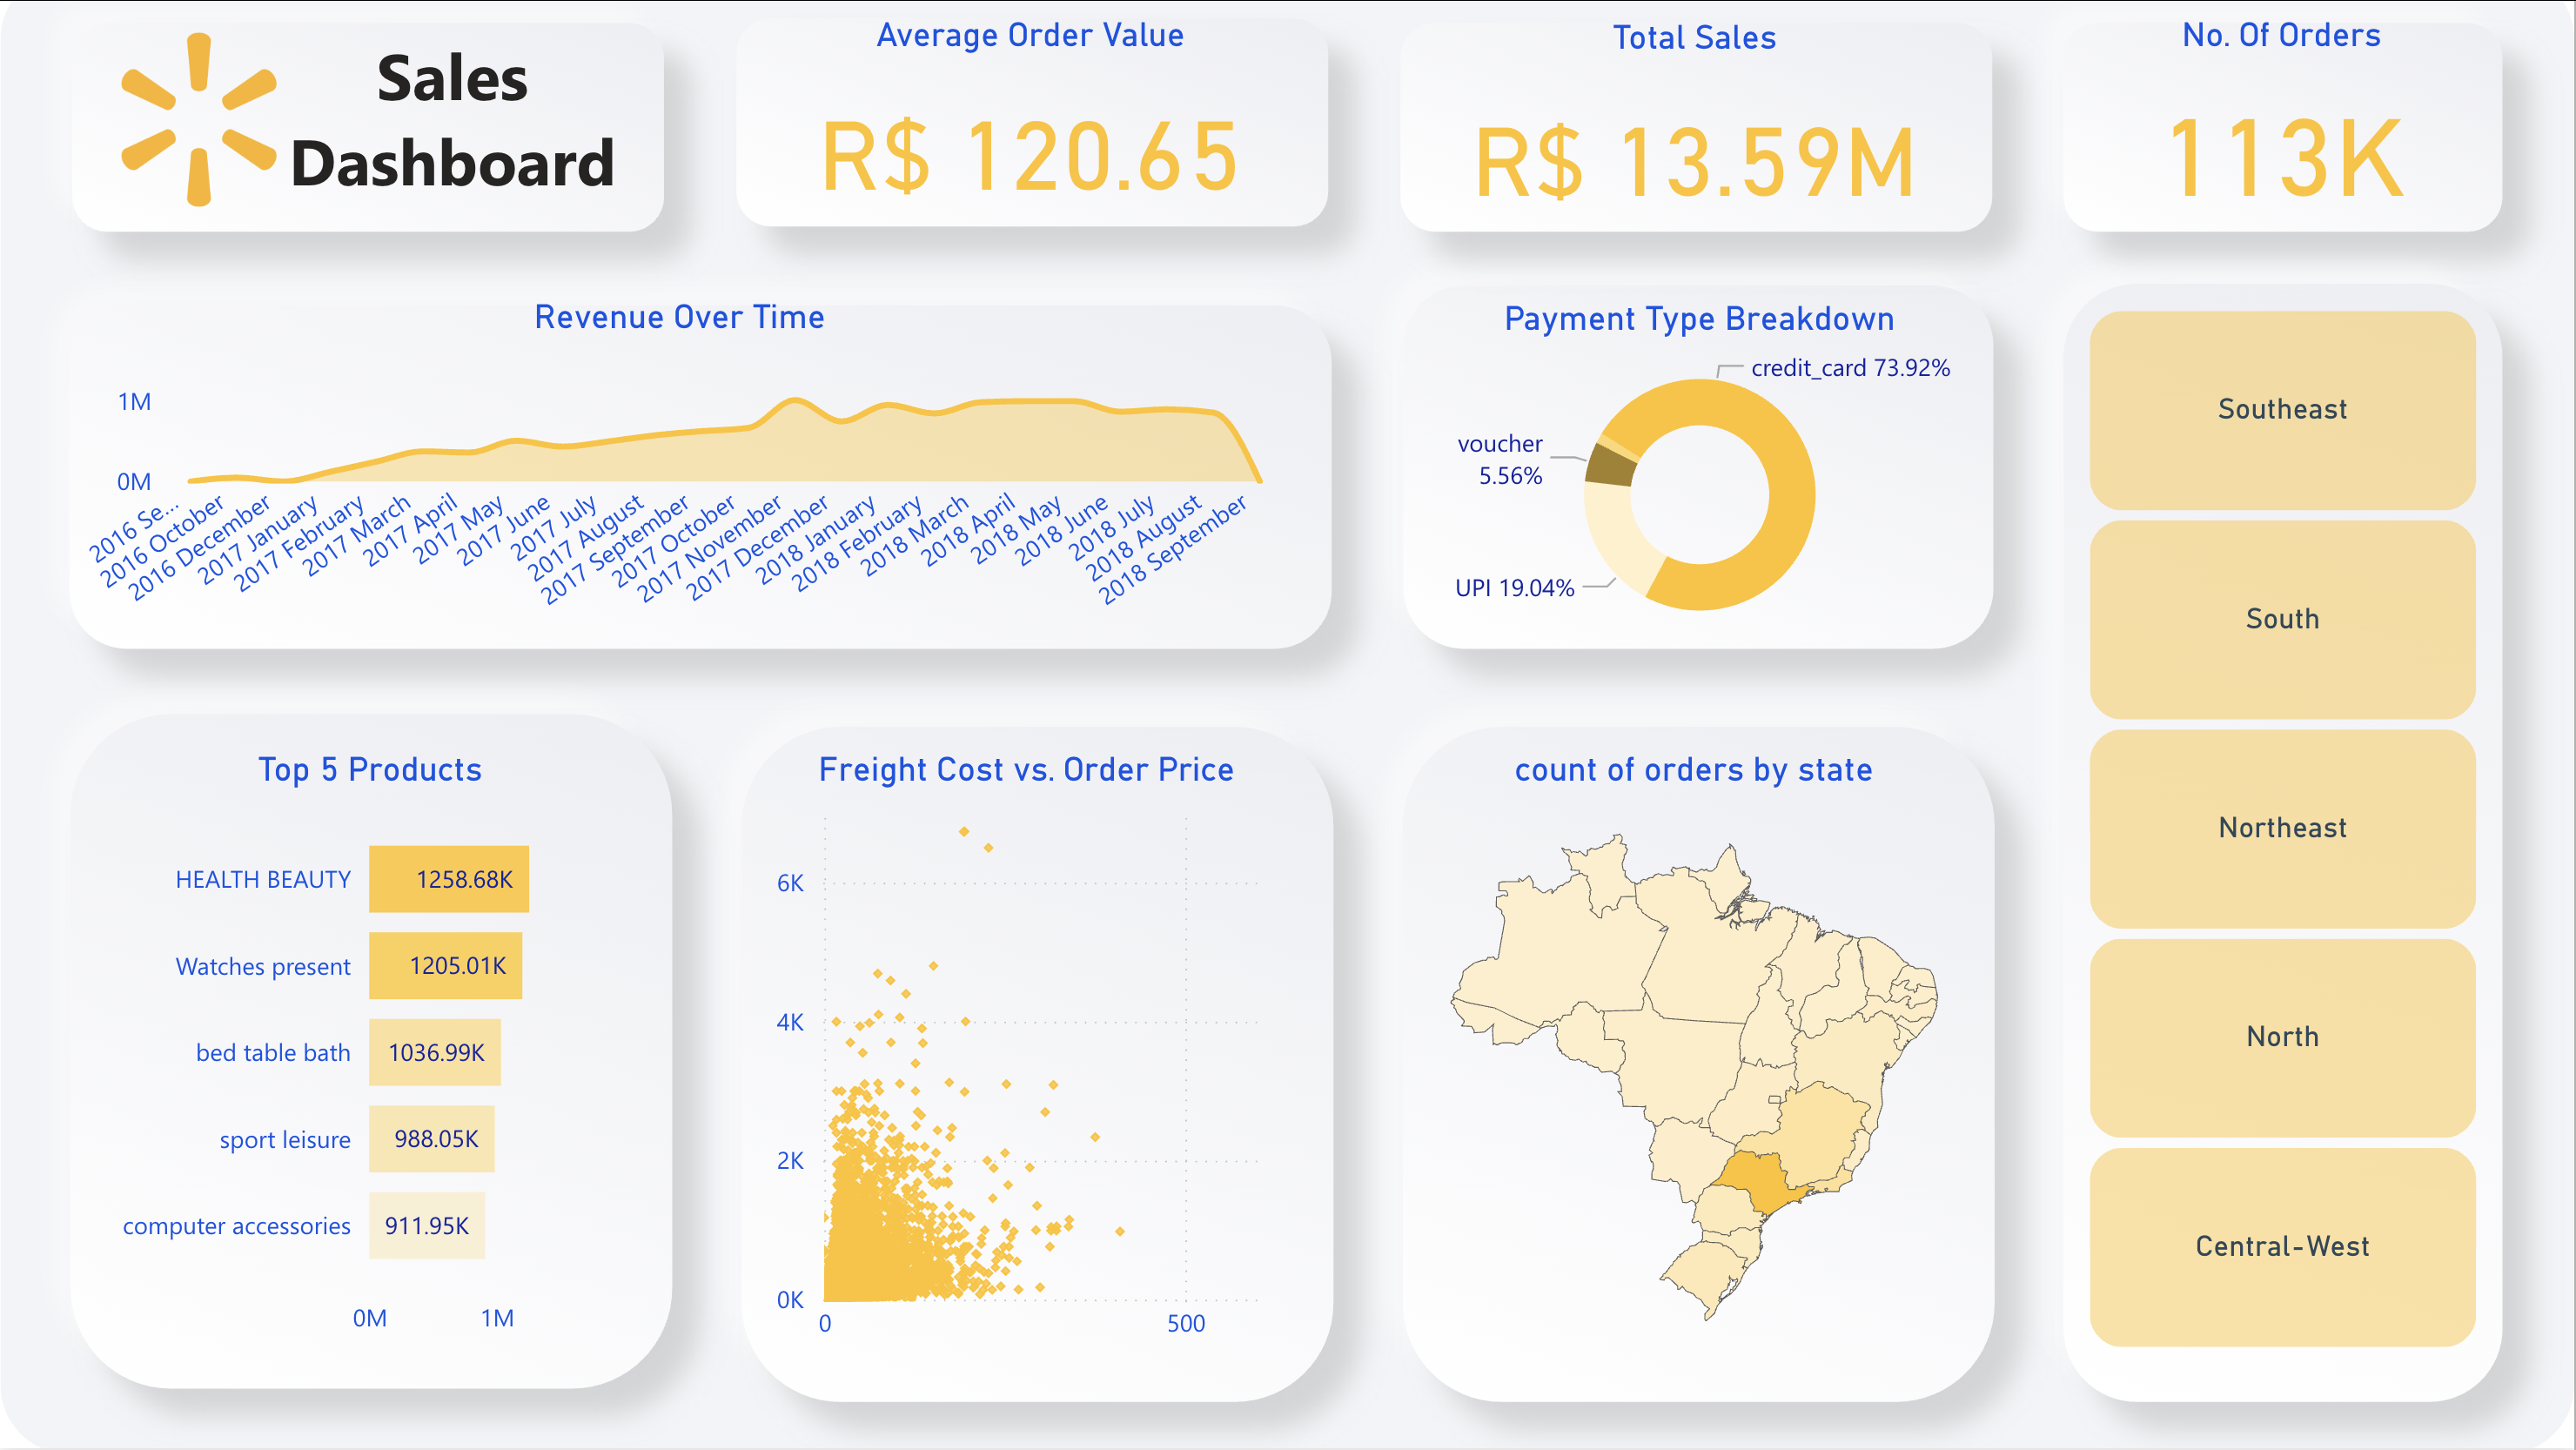 Sales
Dashboard
Average Order Value
R$ 120.65
Total Sales
R$ 13.59M
No. Of Orders
113K
Revenue Over Time
1M
0M
2016 Se...
2016 October
2016 December
2017 January
2017 February
2017 March
2017 April
2017 May
2017 June
2017 July
2017 August
2017 September
2017 October
2017 November
2017 December
2018 January
2018 February
2018 March
2018 April
2018 May
2018 June
2018 July
2018 August
2018 September
Payment Type Breakdown
credit_card 73.92%
voucher
5.56%
UPI 19.04%
Southeast
South
Northeast
North
Central-West
Top 5 Products
HEALTH BEAUTY
1258.68K
Watches present
1205.01K
bed table bath
1036.99K
sport leisure
988.05K
computer accessories
911.95K
0M
1M
Freight Cost vs. Order Price
6K
4K
2K
0K
0
500
count of orders by state